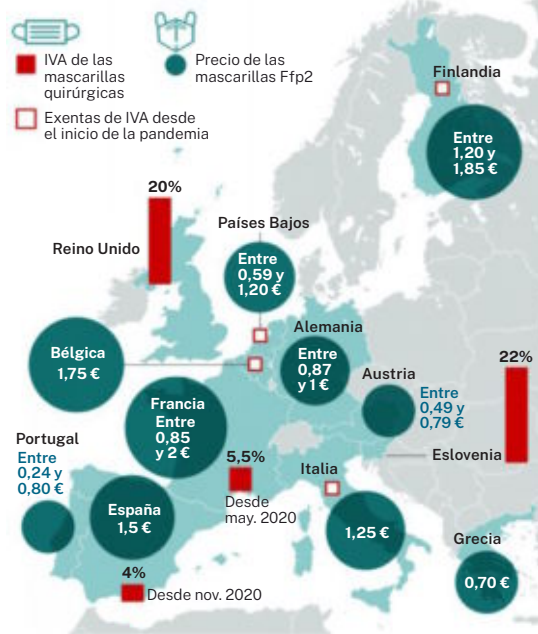 IVA de las
mascarillas
quirúrgicas
Precio de las
mascarillas Ffp2
Exentas de IVA desde
el inicio de la pandemia
Finlandia
Entre
1,20 y
1,85 €
20%
Reino Unido
Países Bajos
Entre
0,59 y
1,20 €
Bélgica
1,75 €
Alemania
Entre
0,87
y 1 €
22%
Austria
Entre
0,49 y
0,79 €
Francia
Entre
0,85
y 2 €
Eslovenia
Portugal
Entre
0,24 y
0,80 €
5,5%
Desde
may. 2020
Italia
1,25 €
España
1,5 €
Grecia
0,70 €
4%
Desde nov. 2020